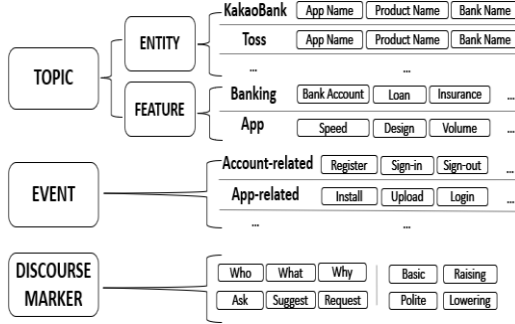 KakaoBank App Name Product Name Bank Name
ENTITY
Toss App Name Product Name Bank Name
... ...
TOPIC
Banking Bank Account Loan Insurance ...
FEATURE
App Speed Design Volume ...
Account-related Register Sign-in Sign-out ...
EVENT
App-related Install Upload Login ...
... ...
DISCOURSE
MARKER
Who What Why Basic Raising
Ask Suggest Request Polite Lowering